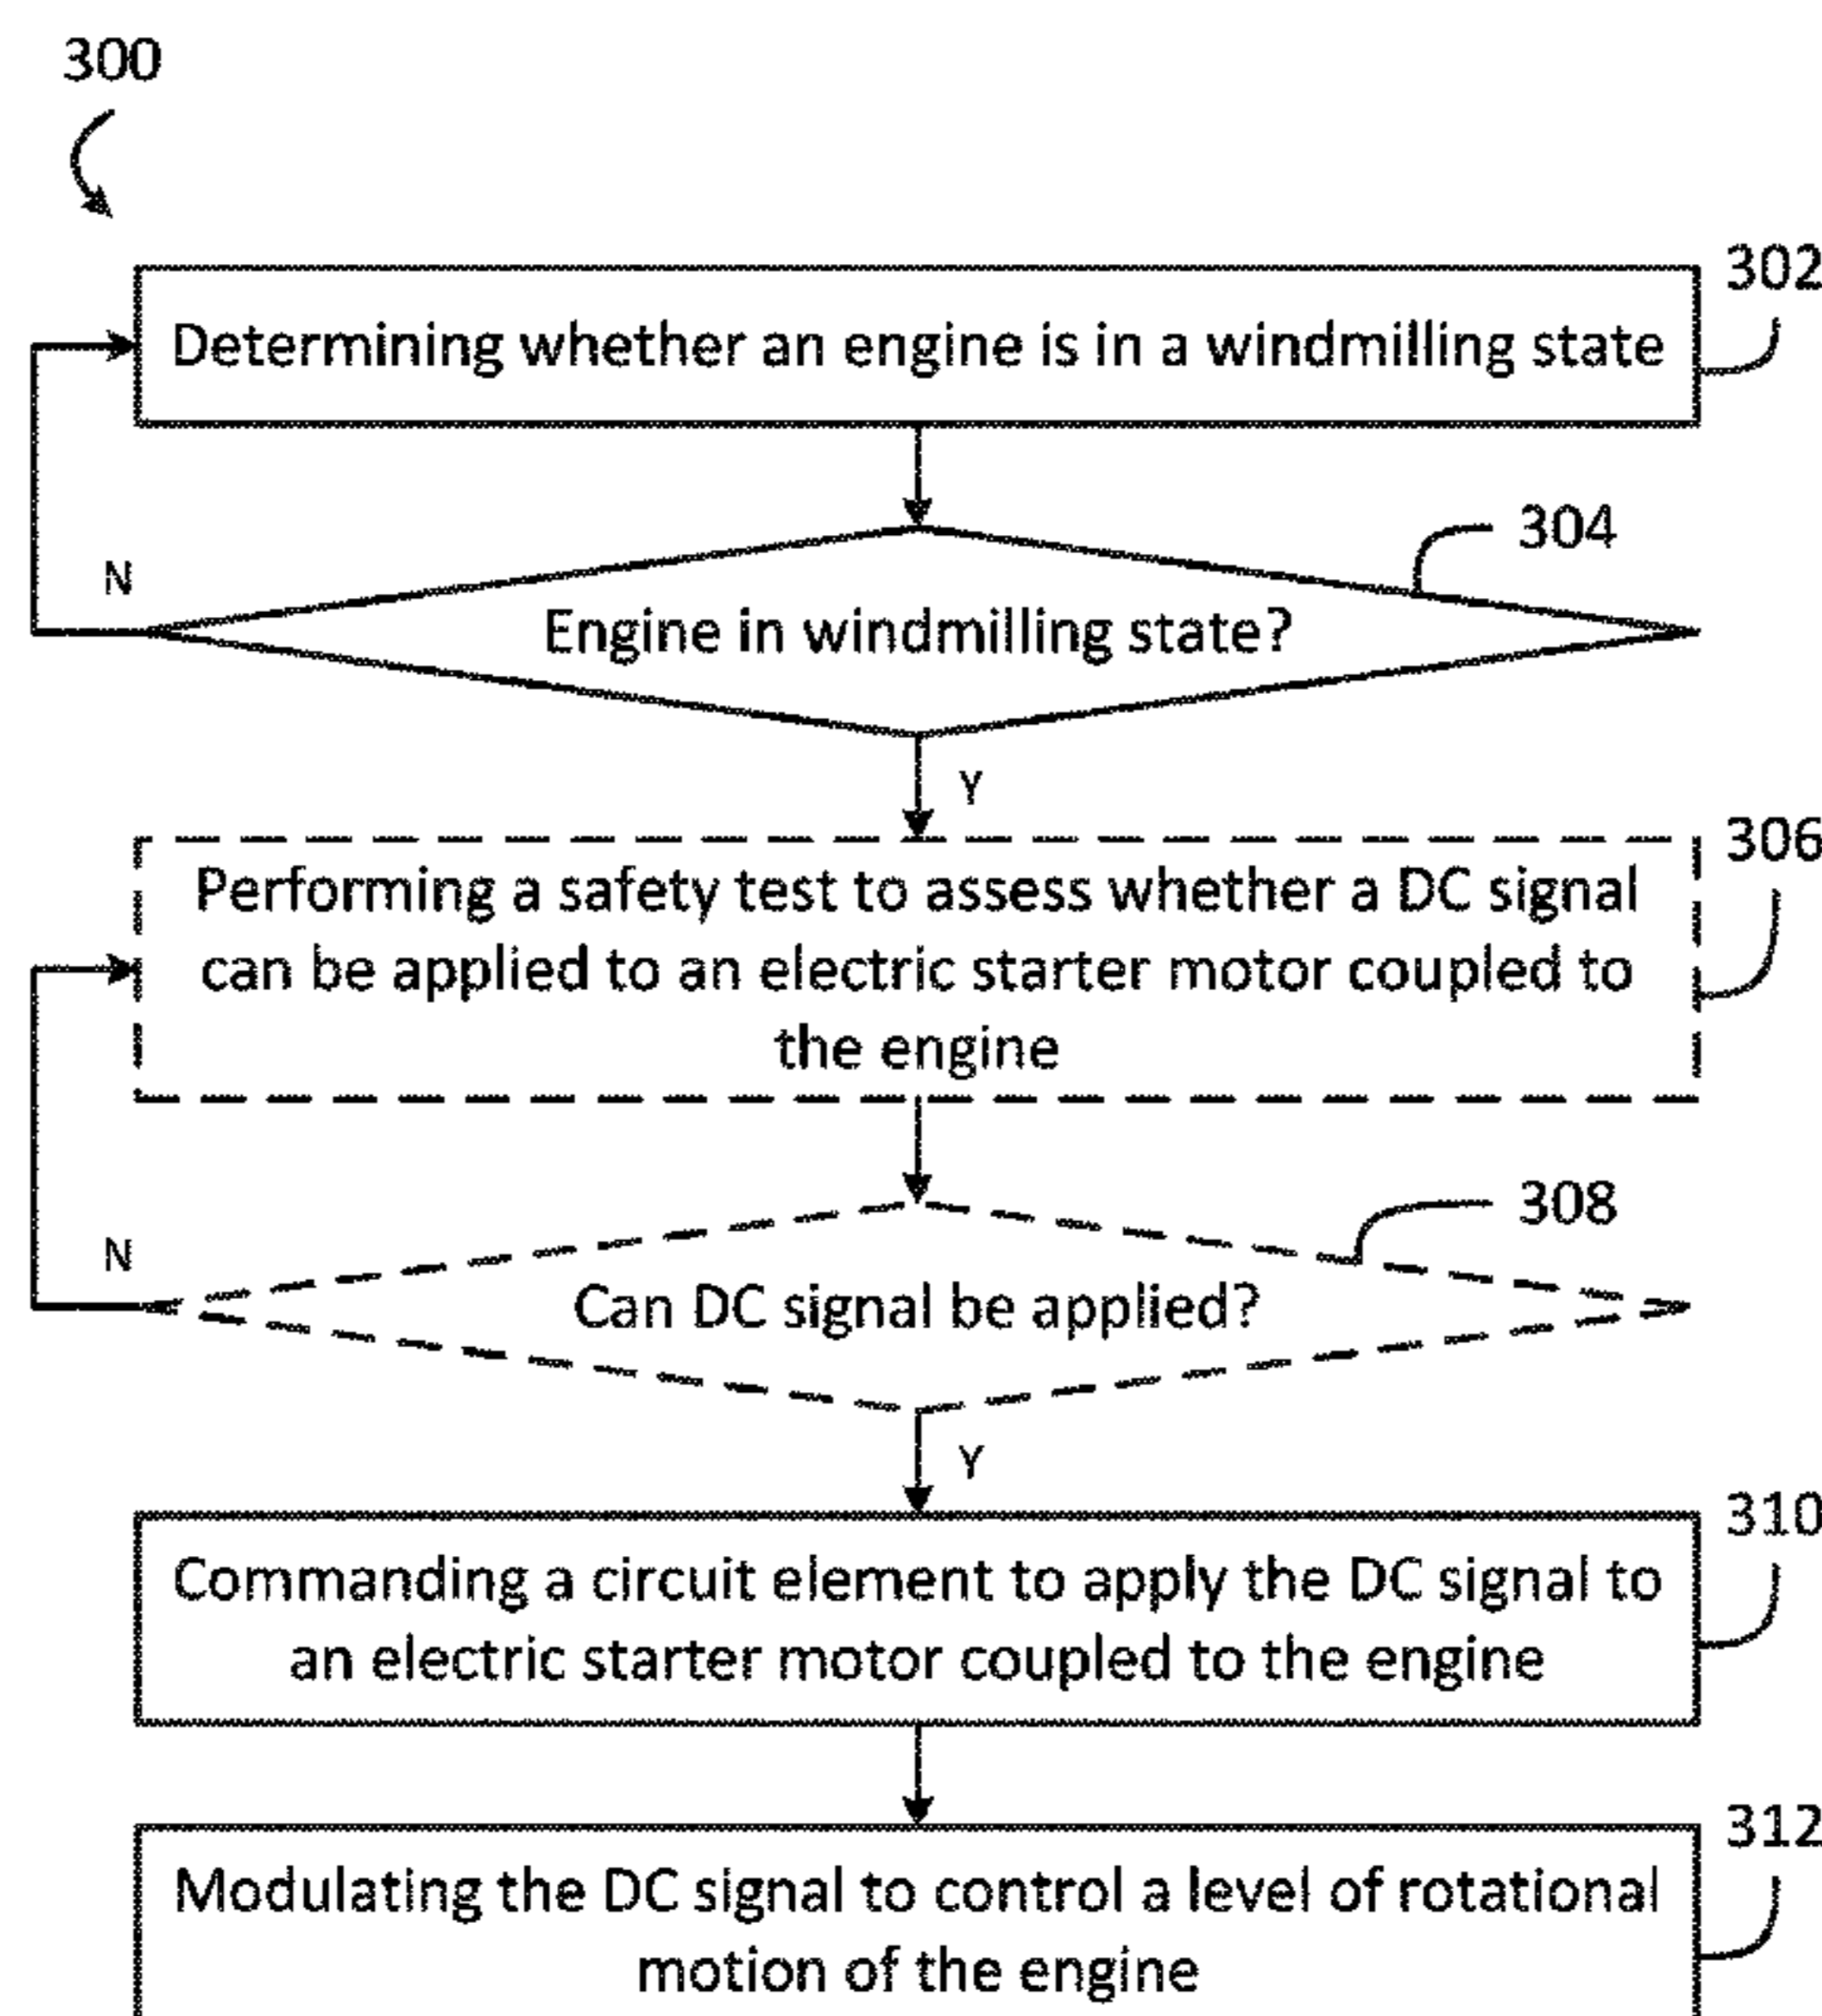 300
302
Determining whether an engine is in a windmilling state
304
N
Engine in windmilling state?
Y
306
Performing a safety test to assess whether a DC signal
can be applied to an electric starter motor coupled to
the engine
308
N
Can DC signal be applied?
Y
310
Commanding a circuit element to apply the DC signal to
an electric starter motor coupled to the engine
312
Modulating the DC signal to control a level of rotational
motion of the engine